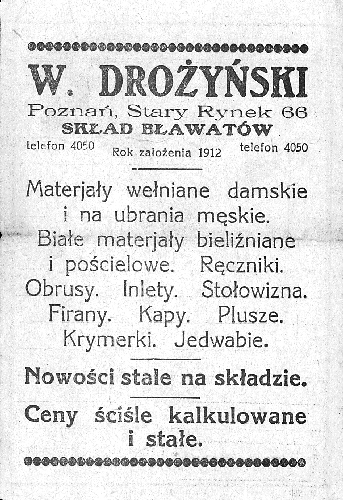 W. DROŻYŃSKI
Poznań, Stary Rynek 66
SKŁAD BŁAWATÓW
telefon 4050 Rok założenia 1912 telefon 4050
Materjały wełniane damskie
i na ubrania męskie.
Białe materjały bieliźniane
i pościelowe. Ręczniki.
Obrusy. Inlety. Stołowizna.
Firany. Kapy. Plusze.
Krymerki. Jedwabie.
Nowości stale na składzie.
Ceny ściśle kalkulowane
i stałe.